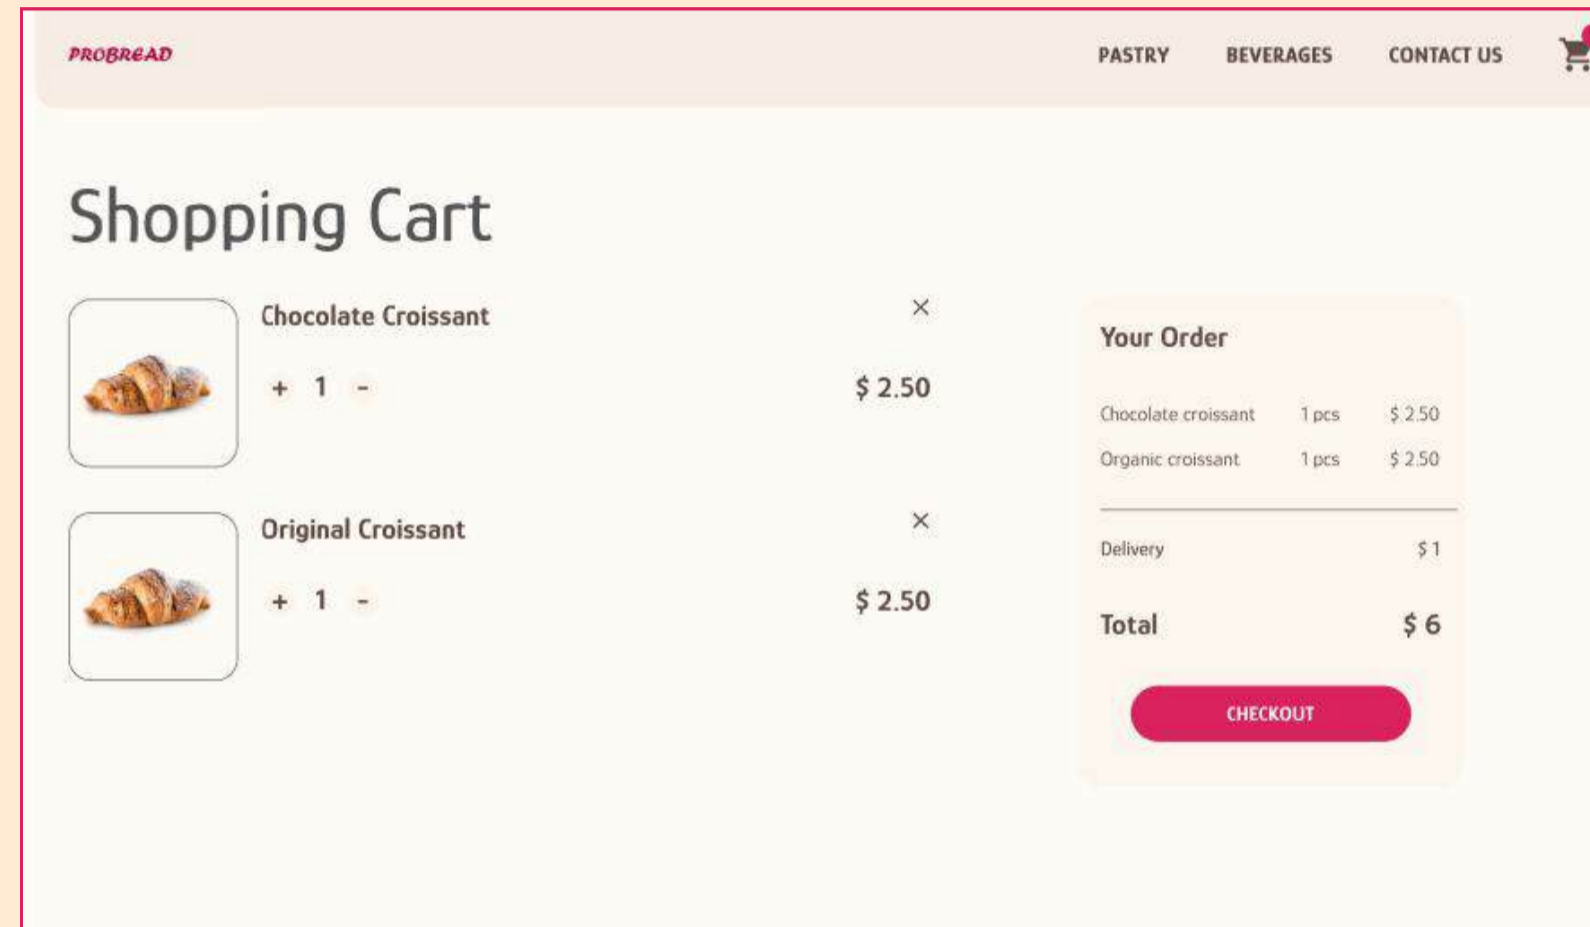 PROBREAD
PASTRY BEVERAGES CONTACT US
Shopping Cart
Chocolate Croissant ×
+ 1 - $ 2.50
Original Croissant ×
+ 1 - $ 2.50
Your Order
Chocolate croissant 1 pcs $ 2.50
Organic croissant 1 pcs $ 2.50
Delivery $ 1
Total $ 6
CHECKOUT